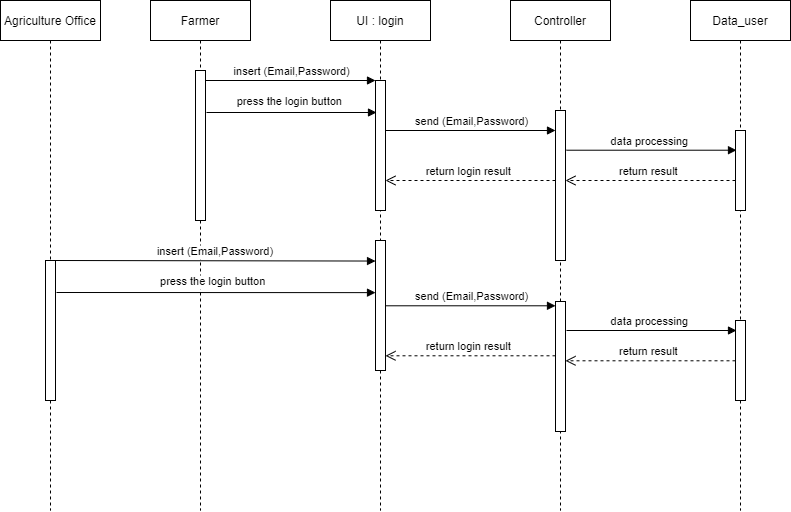 Agriculture Office
Farmer
UI : login
Controller
Data_user
insert (Email,Password)
press the login button
send (Email,Password)
data processing
return login result
return result
insert (Email,Password)
press the login button
send (Email,Password)
data processing
return login result
return result